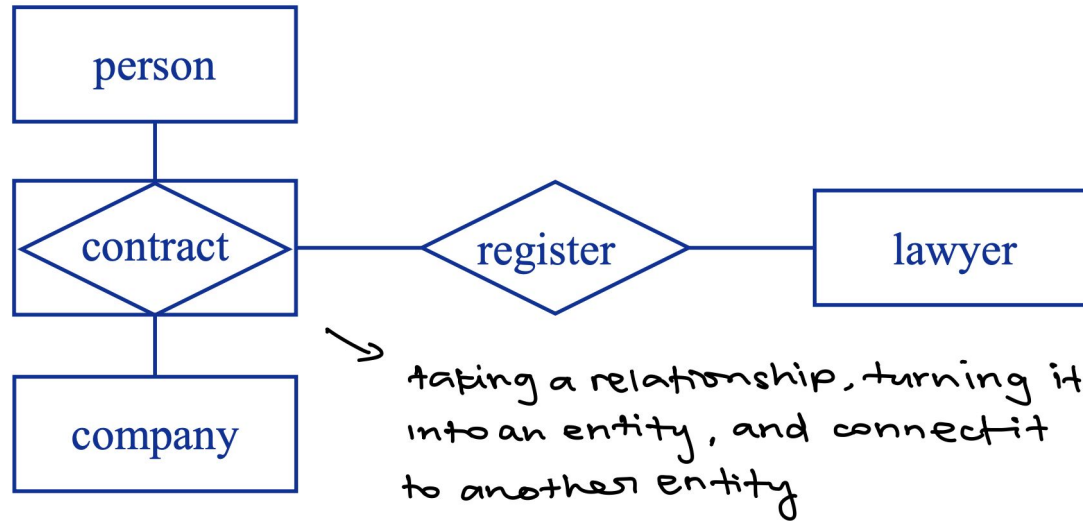 person
contract
register
lawyer
company
taking a relationship, turning it
into an entity, and connect it
to another entity